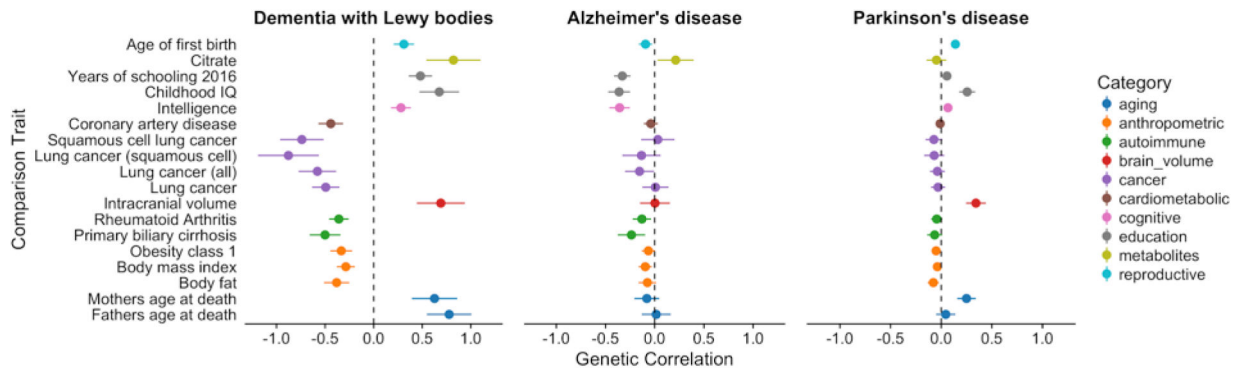 Dementia with Lewy bodies
Alzheimer's disease
Parkinson's disease
Comparison Trait
Age of first birth
Citrate
Years of schooling 2016
Childhood IQ
Intelligence
Coronary artery disease
Squamous cell lung cancer
Lung cancer (squamous cell)
Lung cancer (all)
Lung cancer
Intracranial volume
Rheumatoid Arthritis
Primary biliary cirrhosis
Obesity class 1
Body mass index
Body fat
Mothers age at death
Fathers age at death
-1.0 -0.5 0.0 0.5 1.0
-1.0 -0.5 0.0 0.5 1.0
-1.0 -0.5 0.0 0.5 1.0
Genetic Correlation
Category
aging
anthropometric
autoimmune
brain_volume
cancer
cardiometabolic
cognitive
education
metabolites
reproductive